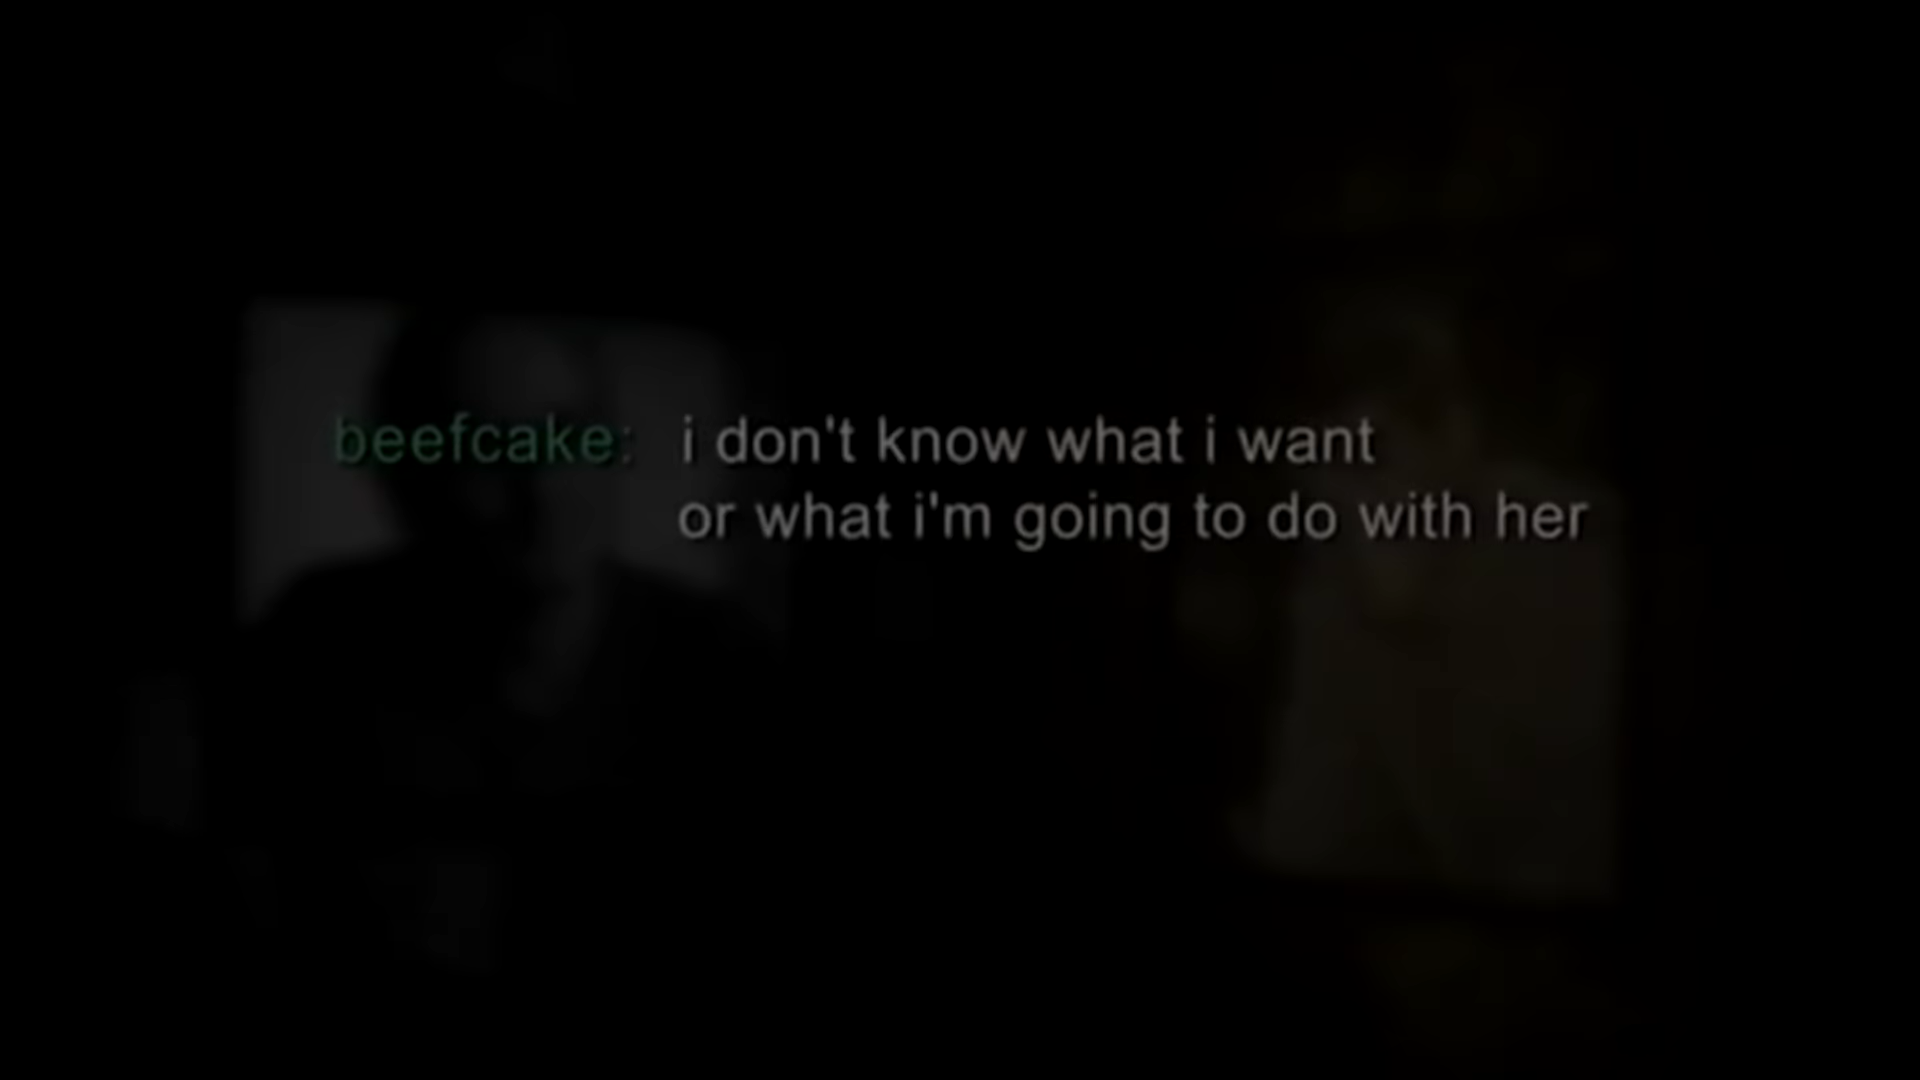 beefcake: i don't know what i want
or what i'm going to do with her